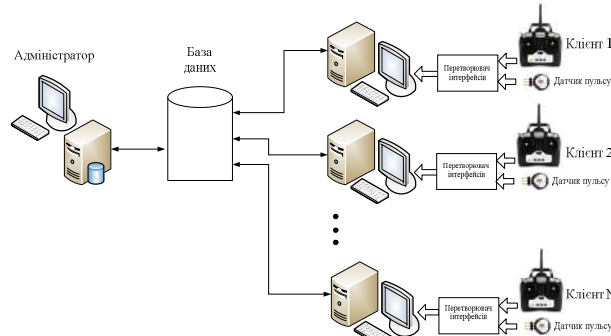 Адміністратор
База
даних
Клієнт 1
Перетворювач
інтерфейсів
Датчик пульсу
Клієнт 2
Перетворювач
інтерфейсів
Датчик пульсу
Клієнт N
Перетворювач
інтерфейсів
Датчик пульсу